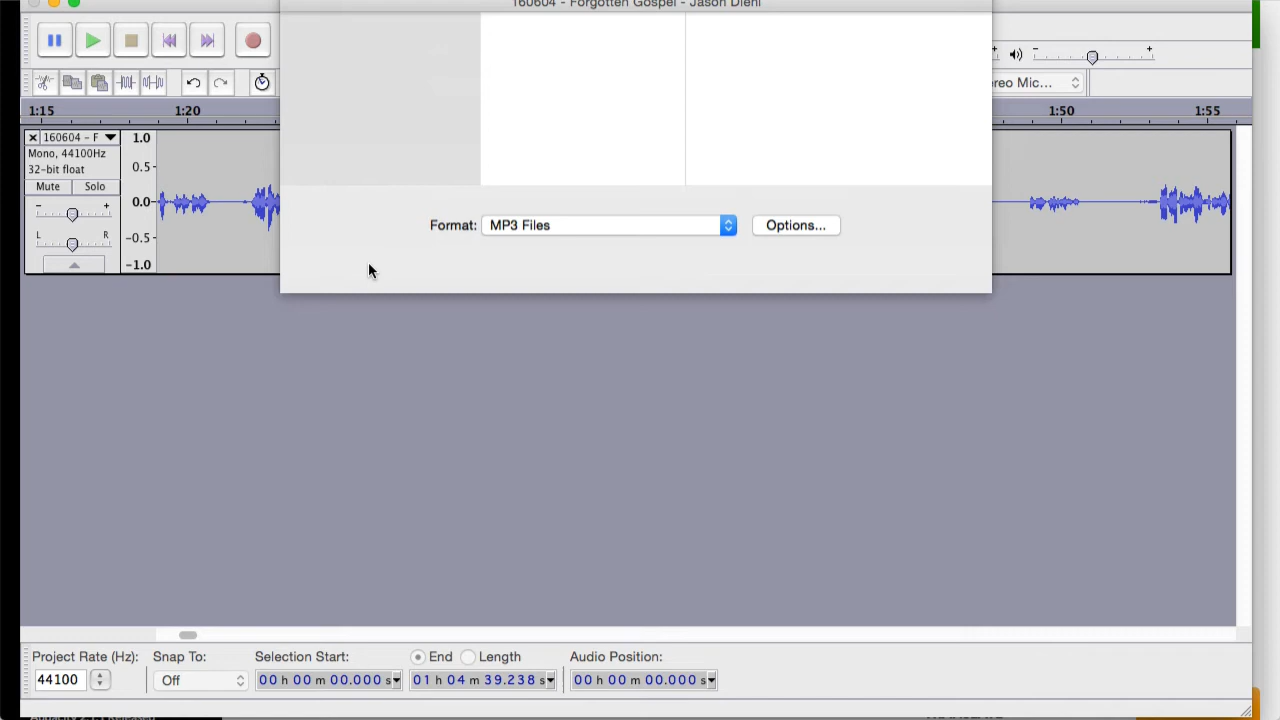 160604 - Forgotten Gospel - Jason Diehl
- +
ereo Mic...
1:15 1:20 1:50 1:55
160604 - F
Mono, 44100Hz
32-bit float
Mute Solo
- +
L R
1.0
0.5-
0.0-
-0.5-
-1.0
Format: MP3 Files Options...
Project Rate (Hz): Snap To: Selection Start: End Length Audio Position:
44100 Off 00 h 00 m 00.000 s 01 h 04 m 39.238 s 00 h 00 m 00.000 s